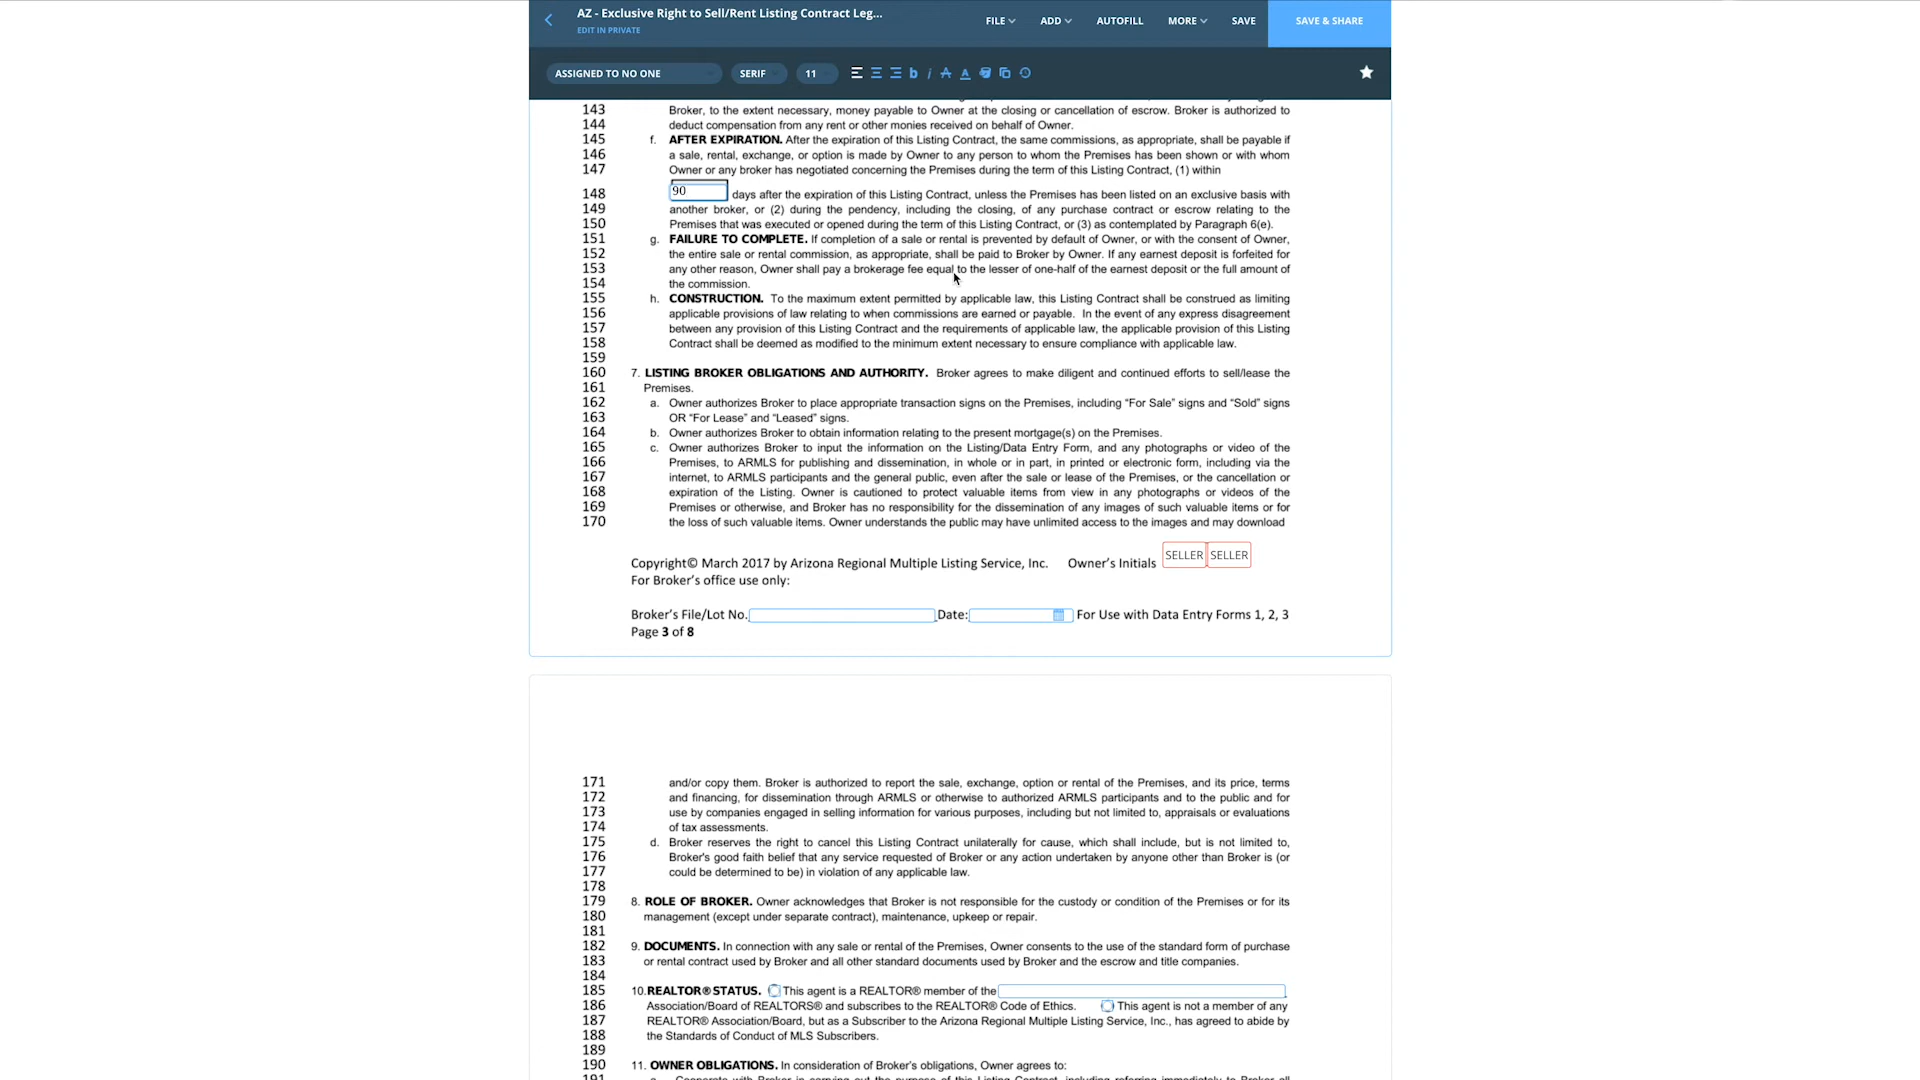 AZ - Exclusive Right to Sell/Rent Listing Contract Leg...
EDIT IN PRIVATE
FILE ADD AUTOFILL MORE SAVE SAVE & SHARE
ASSIGNED TO NO ONE SERIF 11 b i A A
143 Broker, to the extent necessary, money payable to Owner at the closing or cancellation of escrow. Broker is authorized to
144 deduct compensation from any rent or other monies received on behalf of Owner.
145 f. AFTER EXPIRATION. After the expiration of this Listing Contract, the same commissions, as appropriate, shall be payable if
146 a sale, rental, exchange, or option is made by Owner to any person to whom the Premises has been shown or with whom
147 Owner or any broker has negotiated concerning the Premises during the term of this Listing Contract, (1) within
148 90 days after the expiration of this Listing Contract, unless the Premises has been listed on an exclusive basis with
149 another broker, or (2) during the pendency, including the closing, of any purchase contract or escrow relating to the
150 Premises that was executed or opened during the term of this Listing Contract, or (3) as contemplated by Paragraph 6(e).
151 g. FAILURE TO COMPLETE. If completion of a sale or rental is prevented by default of Owner, or with the consent of Owner,
152 the entire sale or rental commission, as appropriate, shall be paid to Broker by Owner. If any earnest deposit is forfeited for
153 any other reason, Owner shall pay a brokerage fee equal to the lesser of one-half of the earnest deposit or the full amount of
154 the commission.
155 h. CONSTRUCTION. To the maximum extent permitted by applicable law, this Listing Contract shall be construed as limiting
156 applicable provisions of law relating to when commissions are earned or payable. In the event of any express disagreement
157 between any provision of this Listing Contract and the requirements of applicable law, the applicable provision of this Listing
158 Contract shall be deemed as modified to the minimum extent necessary to ensure compliance with applicable law.
159
160 7. LISTING BROKER OBLIGATIONS AND AUTHORITY. Broker agrees to make diligent and continued efforts to sell/lease the
161 Premises.
162 a. Owner authorizes Broker to place appropriate transaction signs on the Premises, including “For Sale” signs and “Sold” signs
163 OR “For Lease” and “Leased” signs.
164 b. Owner authorizes Broker to obtain information relating to the present mortgage(s) on the Premises.
165 c. Owner authorizes Broker to input the information on the Listing/Data Entry Form, and any photographs or video of the
166 Premises, to ARMLS for publishing and dissemination, in whole or in part, in printed or electronic form, including via the
167 internet, to ARMLS participants and the general public, even after the sale or lease of the Premises, or the cancellation or
168 expiration of the Listing. Owner is cautioned to protect valuable items from view in any photographs or videos of the
169 Premises or otherwise, and Broker has no responsibility for the dissemination of any images of such valuable items or for
170 the loss of such valuable items. Owner understands the public may have unlimited access to the images and may download
Copyright© March 2017 by Arizona Regional Multiple Listing Service, Inc. Owner’s Initials SELLER SELLER
For Broker’s office use only:
Broker’s File/Lot No. Date: For Use with Data Entry Forms 1, 2, 3
Page 3 of 8
171 and/or copy them. Broker is authorized to report the sale, exchange, option or rental of the Premises, and its price, terms
172 and financing, for dissemination through ARMLS or otherwise to authorized ARMLS participants and to the public and for
173 use by companies engaged in selling information for various purposes, including but not limited to, appraisals or evaluations
174 of tax assessments.
175 d. Broker reserves the right to cancel this Listing Contract unilaterally for cause, which shall include, but is not limited to,
176 Broker's good faith belief that any service requested of Broker or any action undertaken by anyone other than Broker is (or
177 could be determined to be) in violation of any applicable law.
178
179 8. ROLE OF BROKER. Owner acknowledges that Broker is not responsible for the custody or condition of the Premises or for its
180 management (except under separate contract), maintenance, upkeep or repair.
181
182 9. DOCUMENTS. In connection with any sale or rental of the Premises, Owner consents to the use of the standard form of purchase
183 or rental contract used by Broker and all other standard documents used by Broker and the escrow and title companies.
184
185 10. REALTOR® STATUS. This agent is a REALTOR® member of the
186 Association/Board of REALTORS® and subscribes to the REALTOR® Code of Ethics. This agent is not a member of any
187 REALTOR® Association/Board, but as a Subscriber to the Arizona Regional Multiple Listing Service, Inc., has agreed to abide by
188 the Standards of Conduct of MLS Subscribers.
189
190 11. OWNER OBLIGATIONS. In consideration of Broker's obligations, Owner agrees to:
191 a. Cooperate with Broker in carrying out the purpose of this Listing Contract, including referring immediately to Broker all